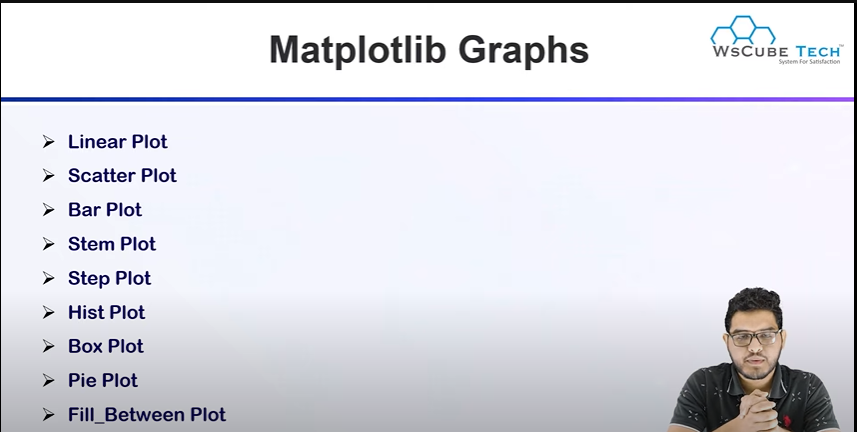 Matplotlib Graphs
WsCube Tech
System For Satisfaction
Linear Plot
Scatter Plot
Bar Plot
Stem Plot
Step Plot
Hist Plot
Box Plot
Pie Plot
Fill_Between Plot